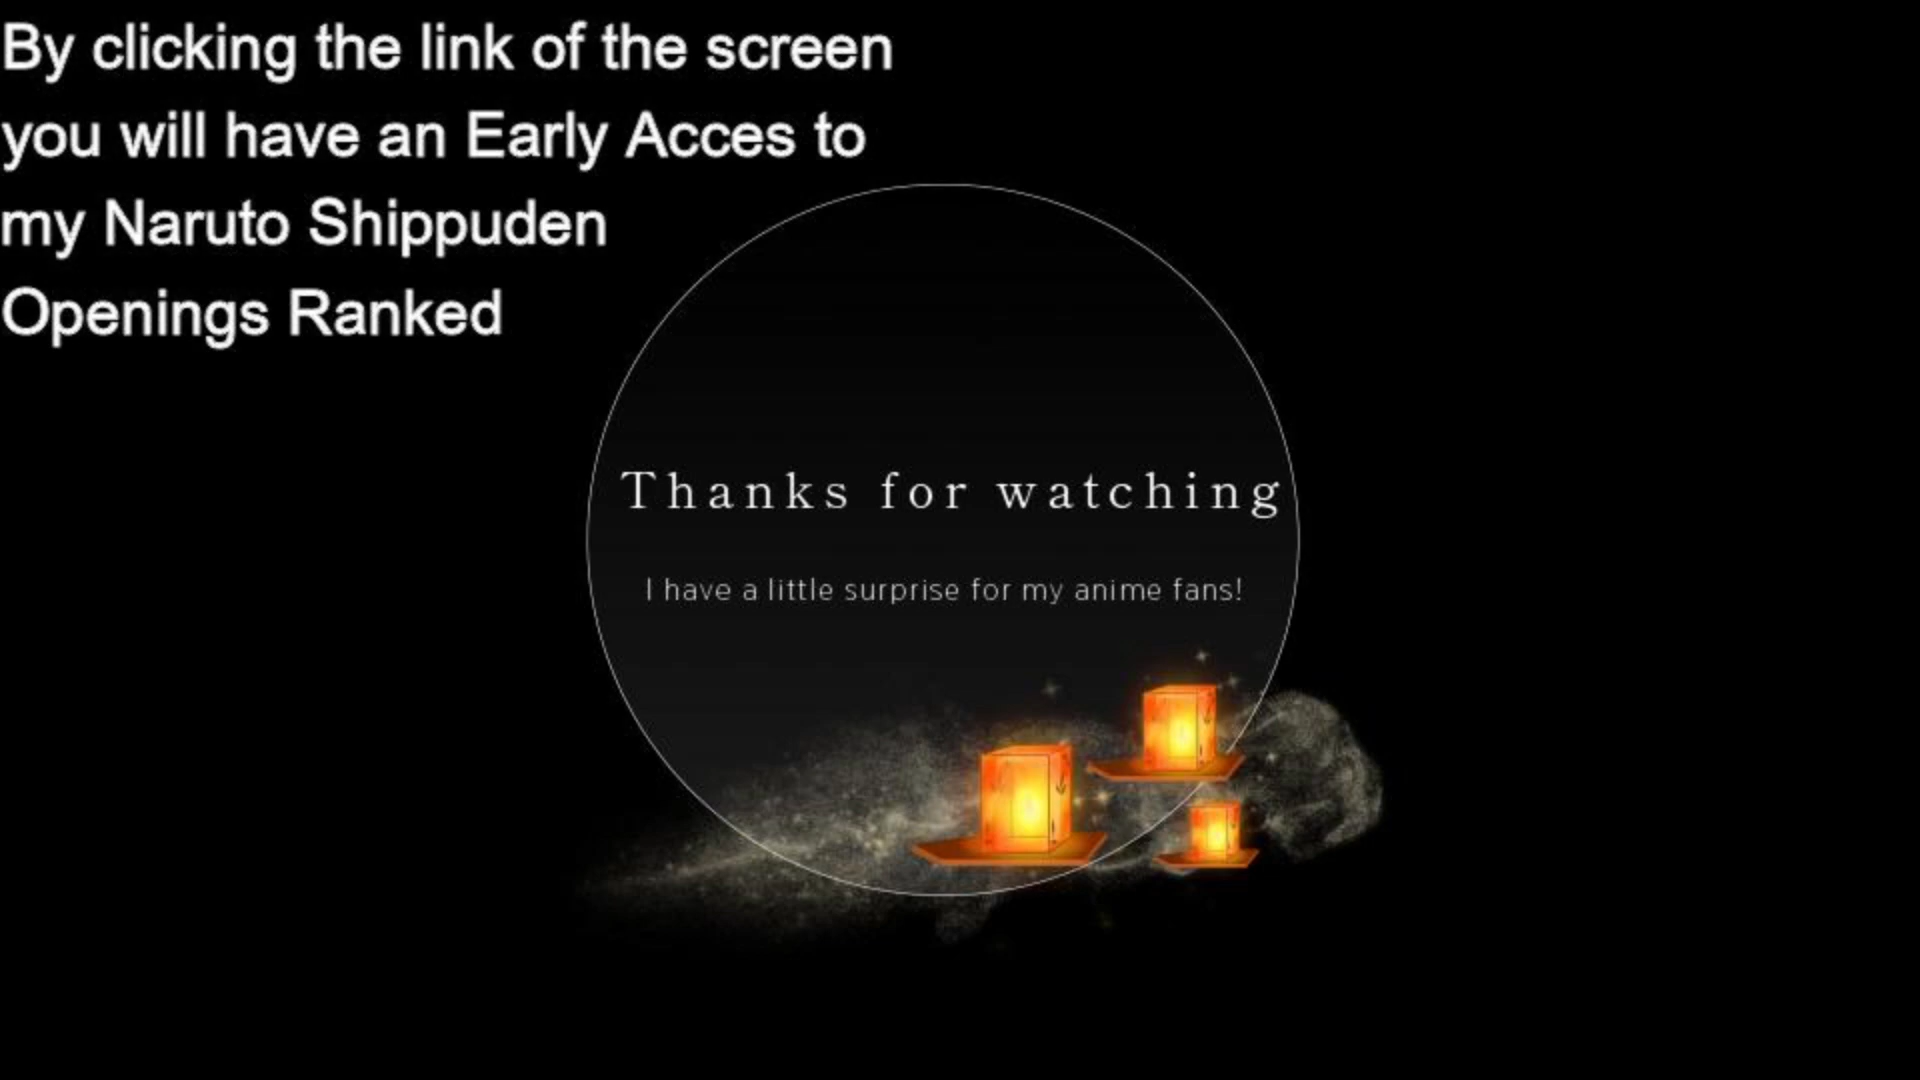 By clicking the link of the screen
you will have an Early Acces to
my Naruto Shippuden
Openings Ranked
Thanks for watching
I have a little surprise for my anime fans!